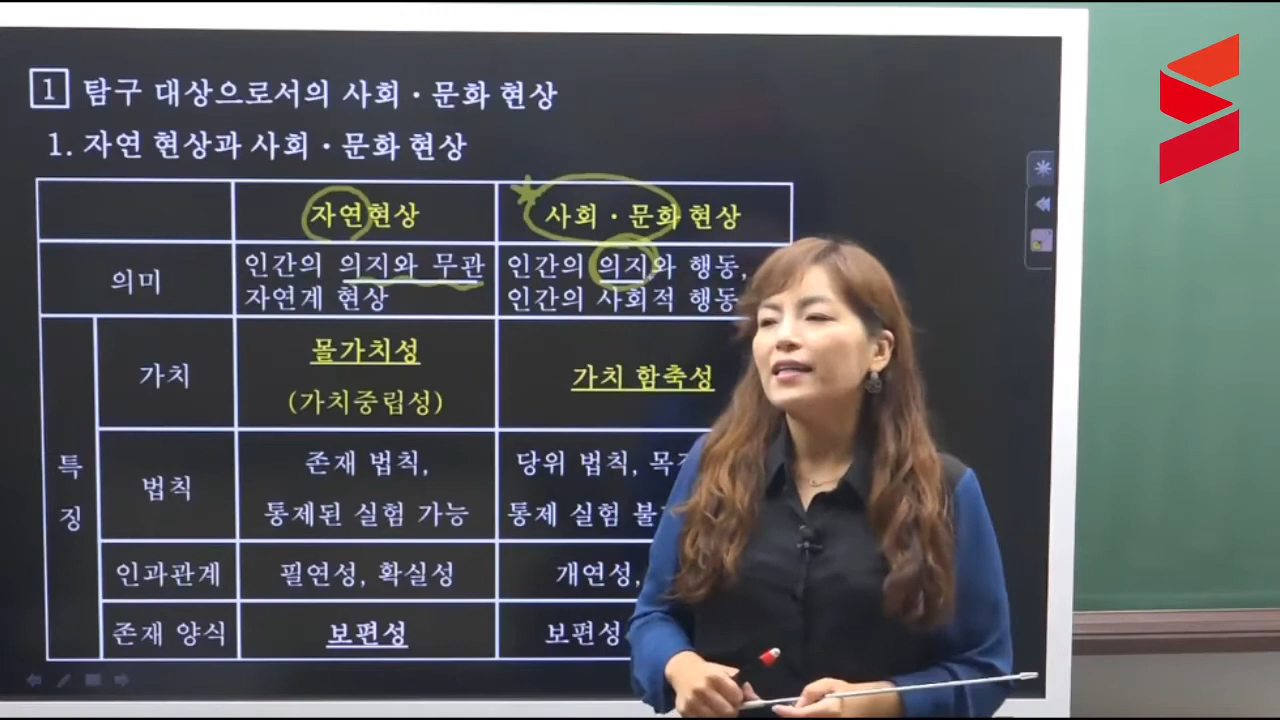 1 탐구 대상으로서의 사회·문화 현상
1. 자연 현상과 사회·문화 현상
자연현상
사회·문화 현상
의미
인간의 의지와 무관
자연계 현상
인간의 의지와 행동,
인간의 사회적 행동
특징
가치
몰가치성
(가치중립성)
가치 함축성
법칙
존재 법칙,
통제된 실험 가능
당위 법칙,
통제 실험
인과관계
필연성, 확실성
개연성,
존재 양식
보편성
보편성